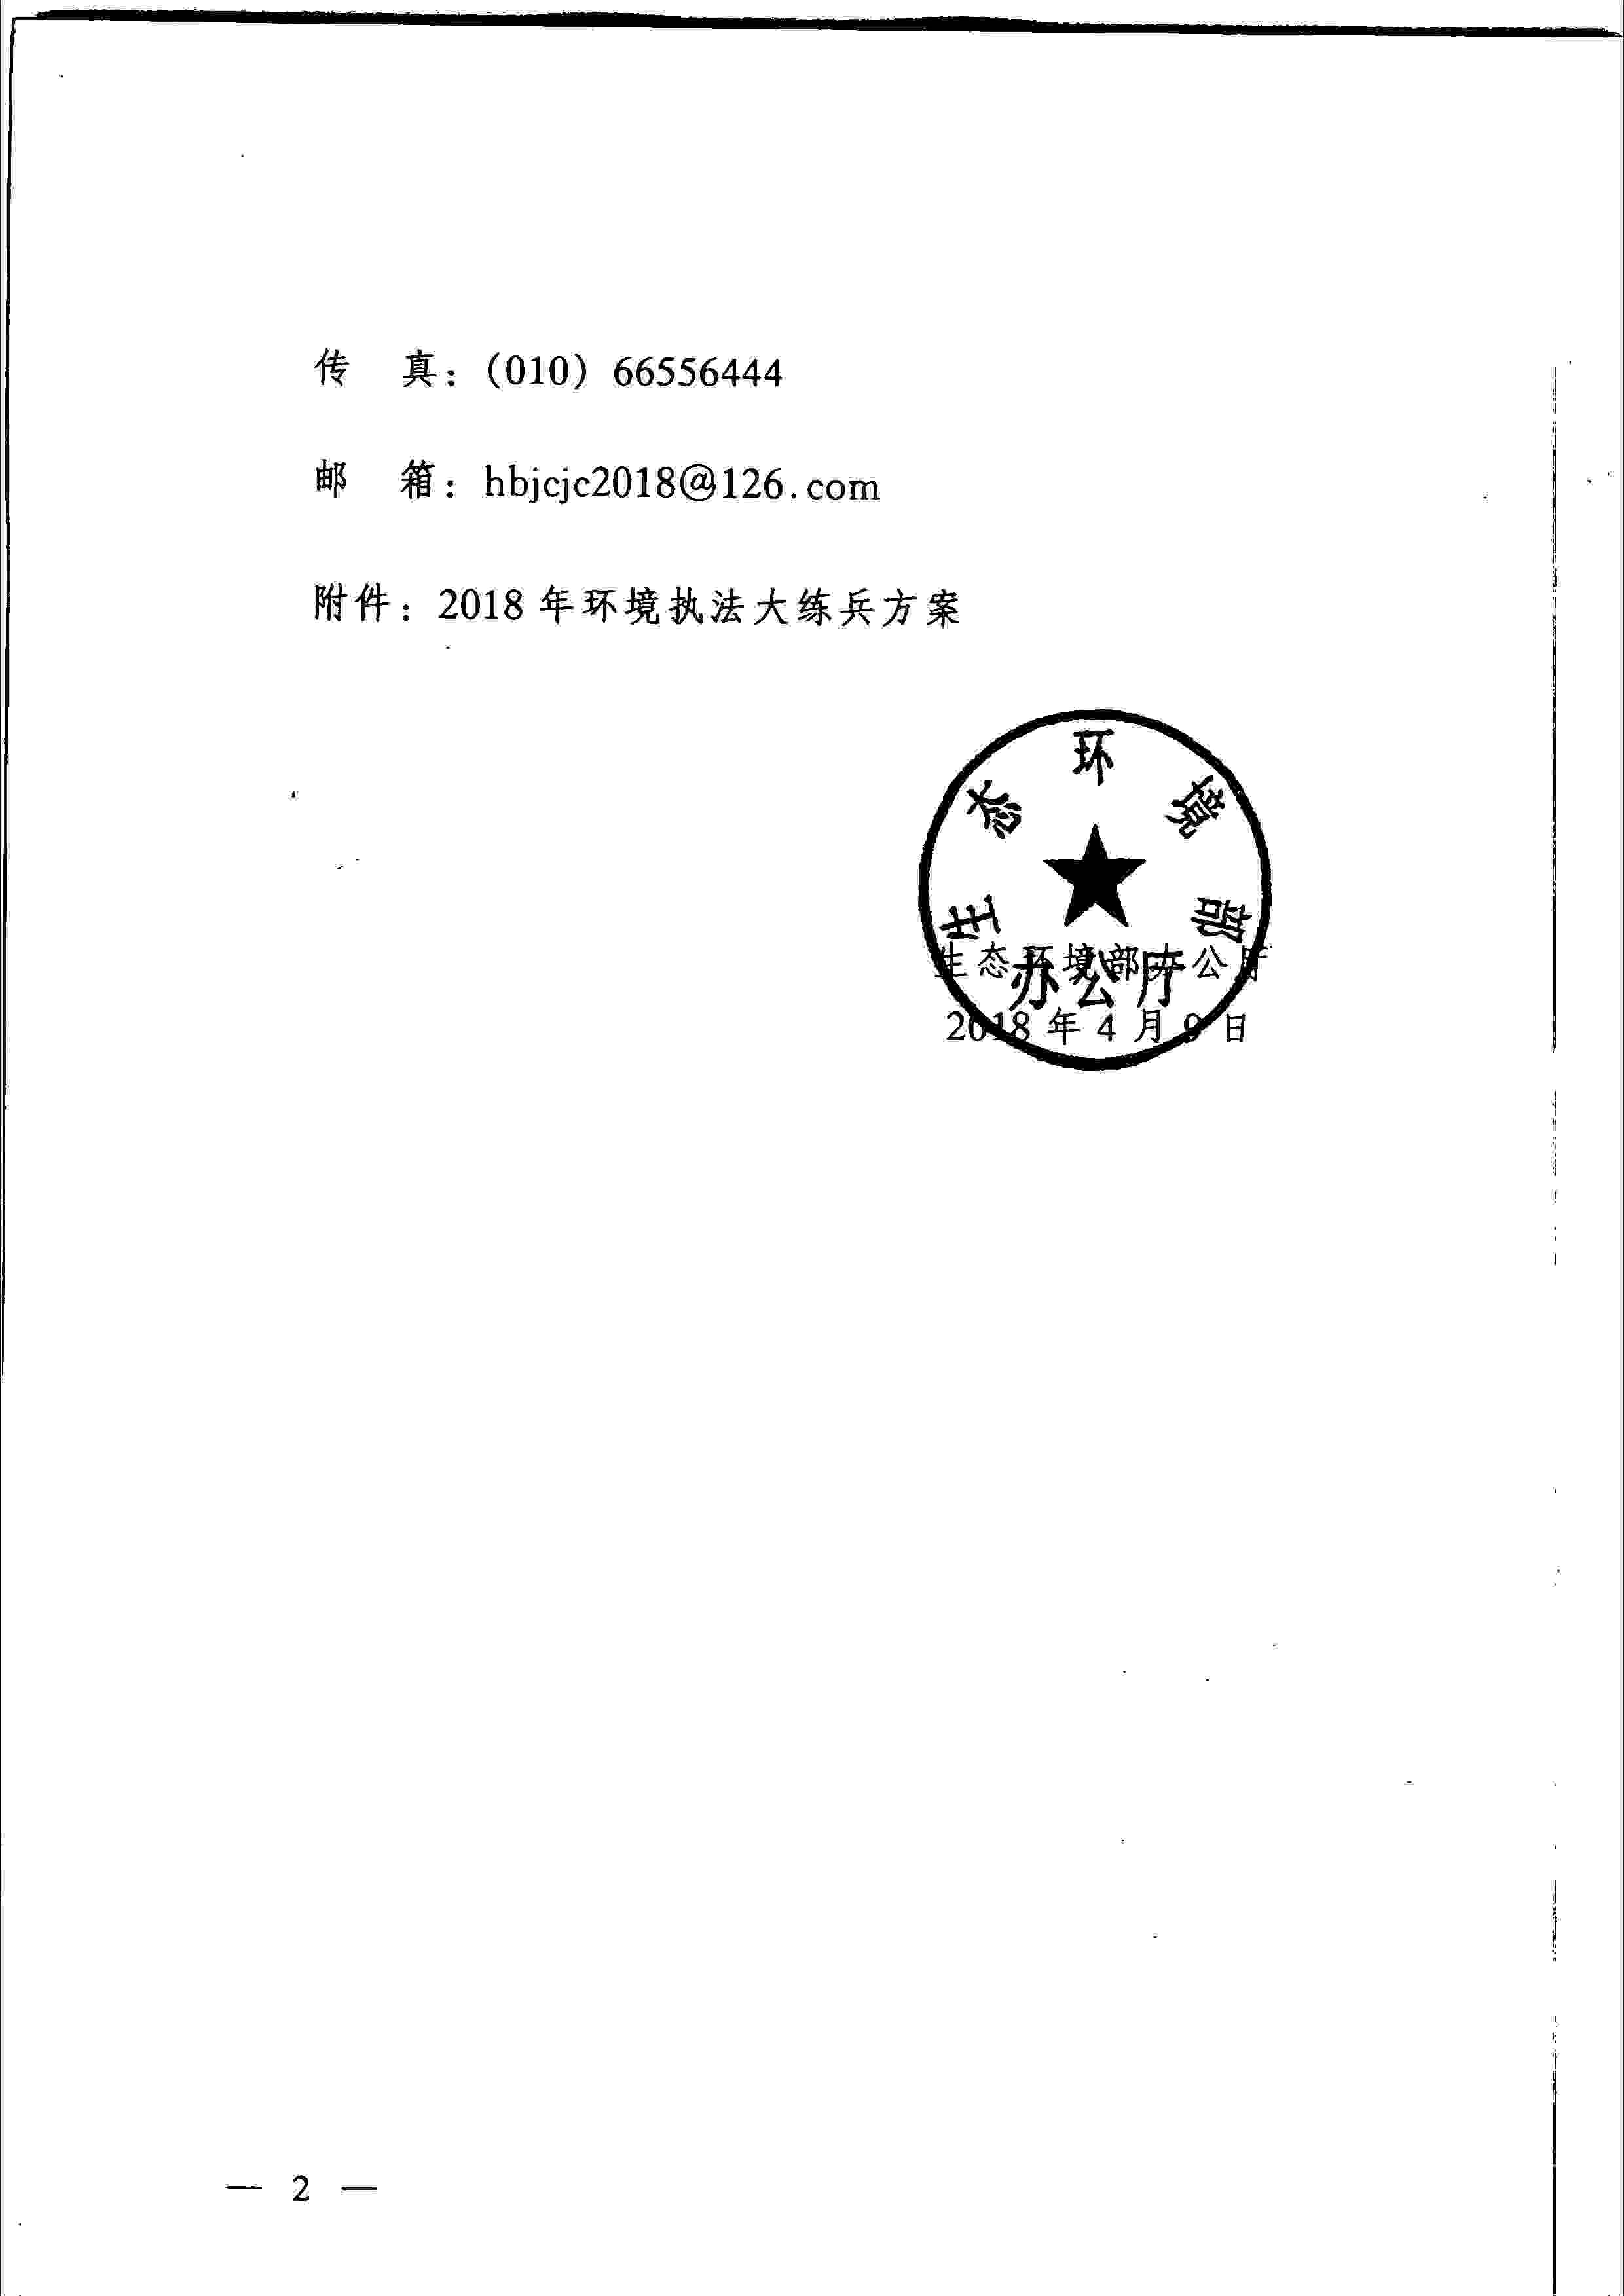 传　真：(010) 66556444
邮　箱：hbjcjc2018@126.com
附件：2018 年环境执法大练兵方案
生态环境部
办公厅
生态环境部办公厅
2018 年 4 月 9 日
— 2 —